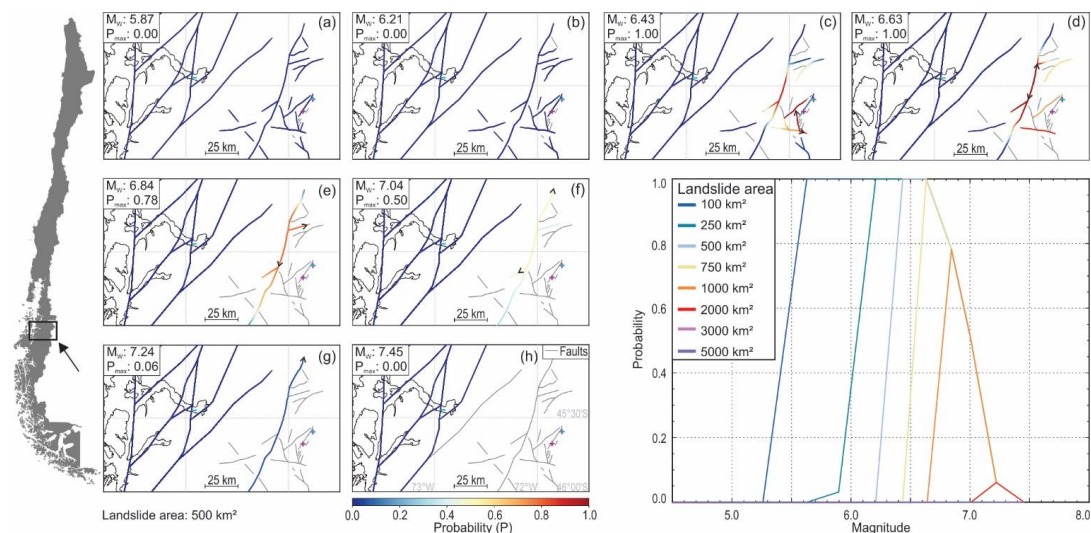 (a)
Mw: 5.87
Pmax: 0.00
25 km
(b)
Mw: 6.21
Pmax: 0.00
25 km
(c)
Mw: 6.43
Pmax: 1.00
25 km
(d)
Mw: 6.63
Pmax: 1.00
25 km
(e)
Mw: 6.84
Pmax: 0.78
25 km
(f)
Mw: 7.04
Pmax: 0.50
25 km
(g)
Mw: 7.24
Pmax: 0.06
25 km
(h)
Mw: 7.45
Pmax: 0.00
Faults
45°30'S
25 km
73°W
72°W
46°00'S
Landslide area: 500 km²
0.0 0.2 0.4 0.6 0.8 1.0
Probability (P)
Landslide area
100 km²
250 km²
500 km²
750 km²
1000 km²
2000 km²
3000 km²
5000 km²
1.0
0.8
0.6
0.4
0.2
0.0
Probability
5.0 6.0 7.0 8.0
Magnitude